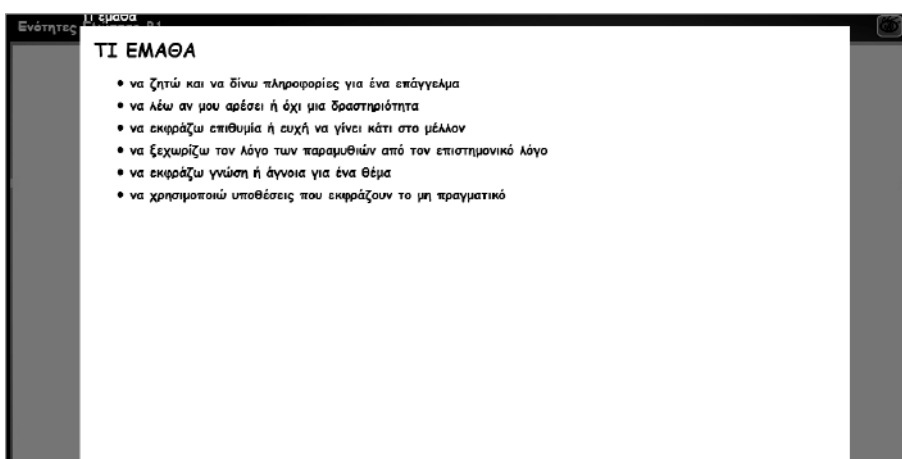 Τι έμαθα
Ενότητες
ΤΙ ΕΜΑΘΑ
• να ζητώ και να δίνω πληροφορίες για ένα επάγγελμα
• να λέω αν μου αρέσει ή όχι μια δραστηριότητα
• να εκφράζω επιθυμία ή ευχή να γίνει κάτι στο μέλλον
• να ξεχωρίζω τον λόγο των παραμυθιών από τον επιστημονικό λόγο
• να εκφράζω γνώση ή άγνοια για ένα θέμα
• να χρησιμοποιώ υποθέσεις που εκφράζουν το μη πραγματικό